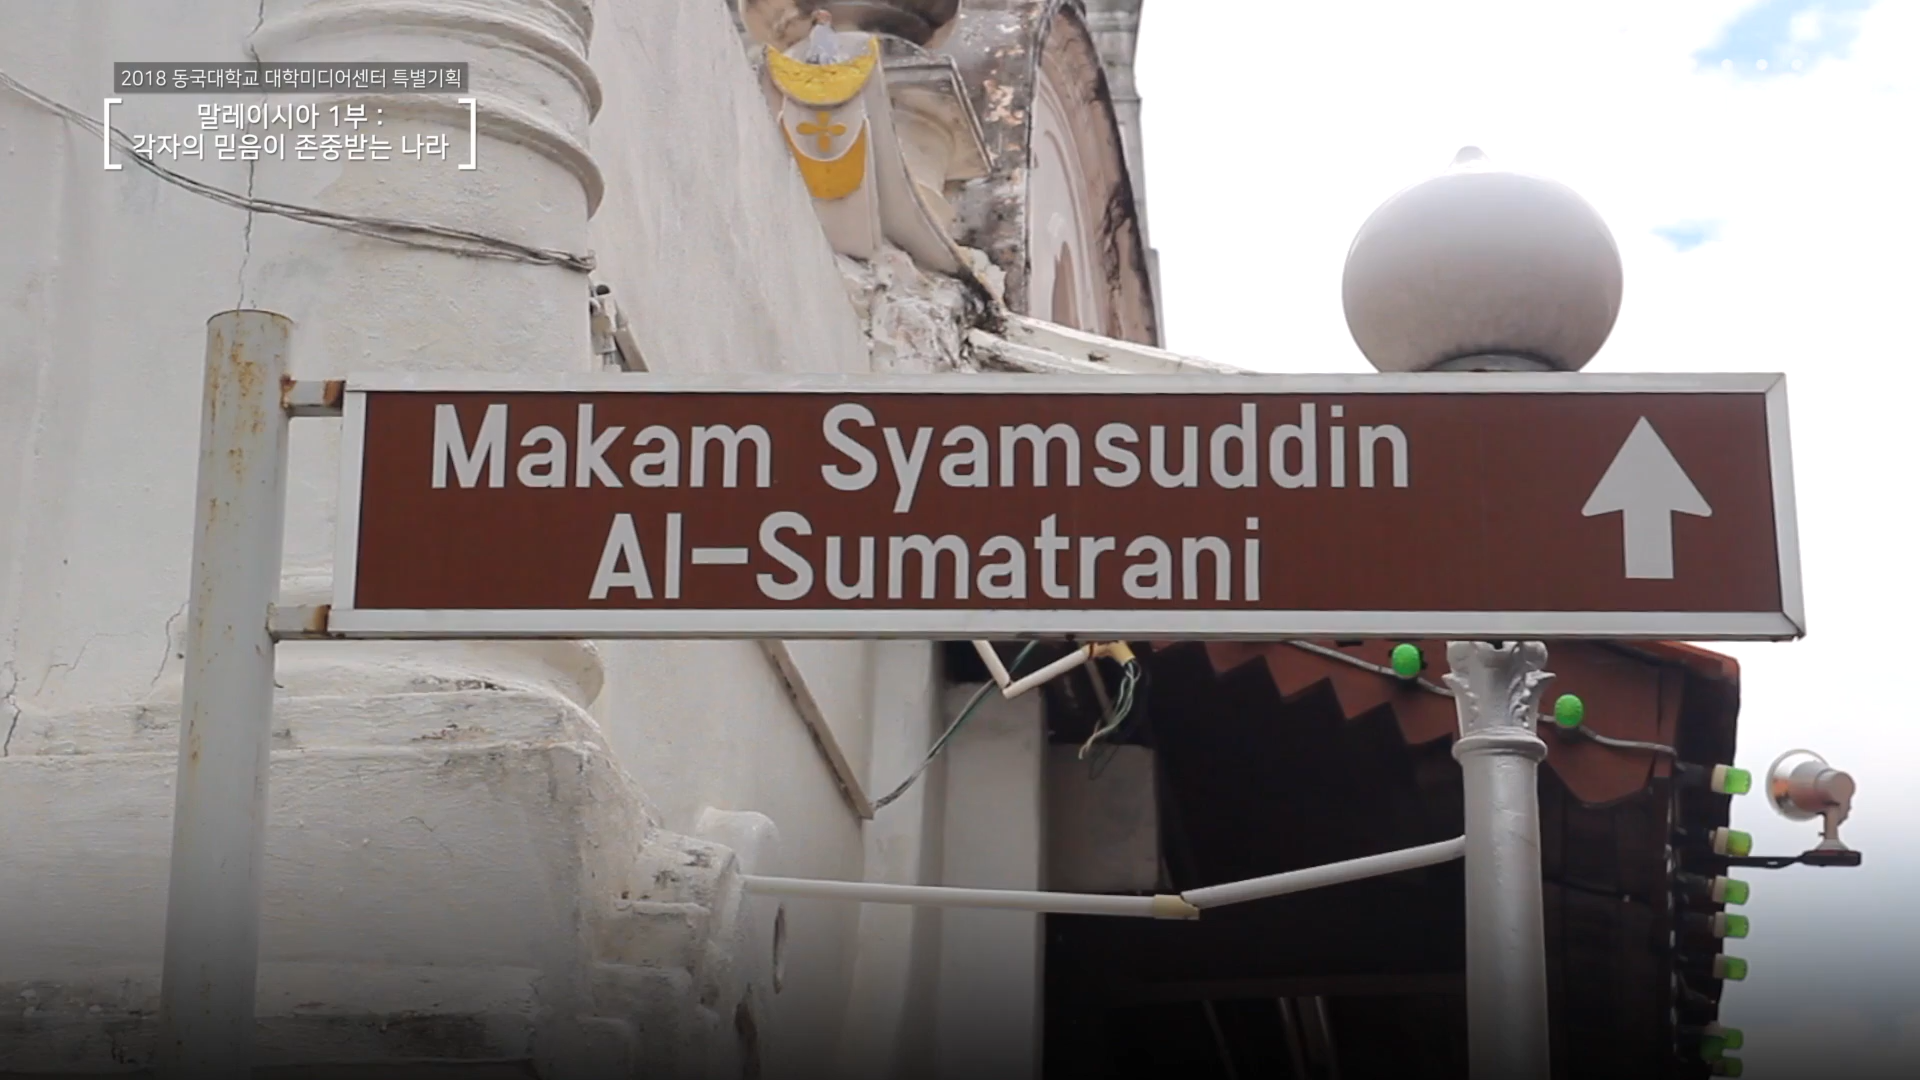 2018 동국대학교 대학미디어센터 특별기획
말레이시아 1부 :
각자의 믿음이 존중받는 나라
Makam Syamsuddin
Al-Sumatrani